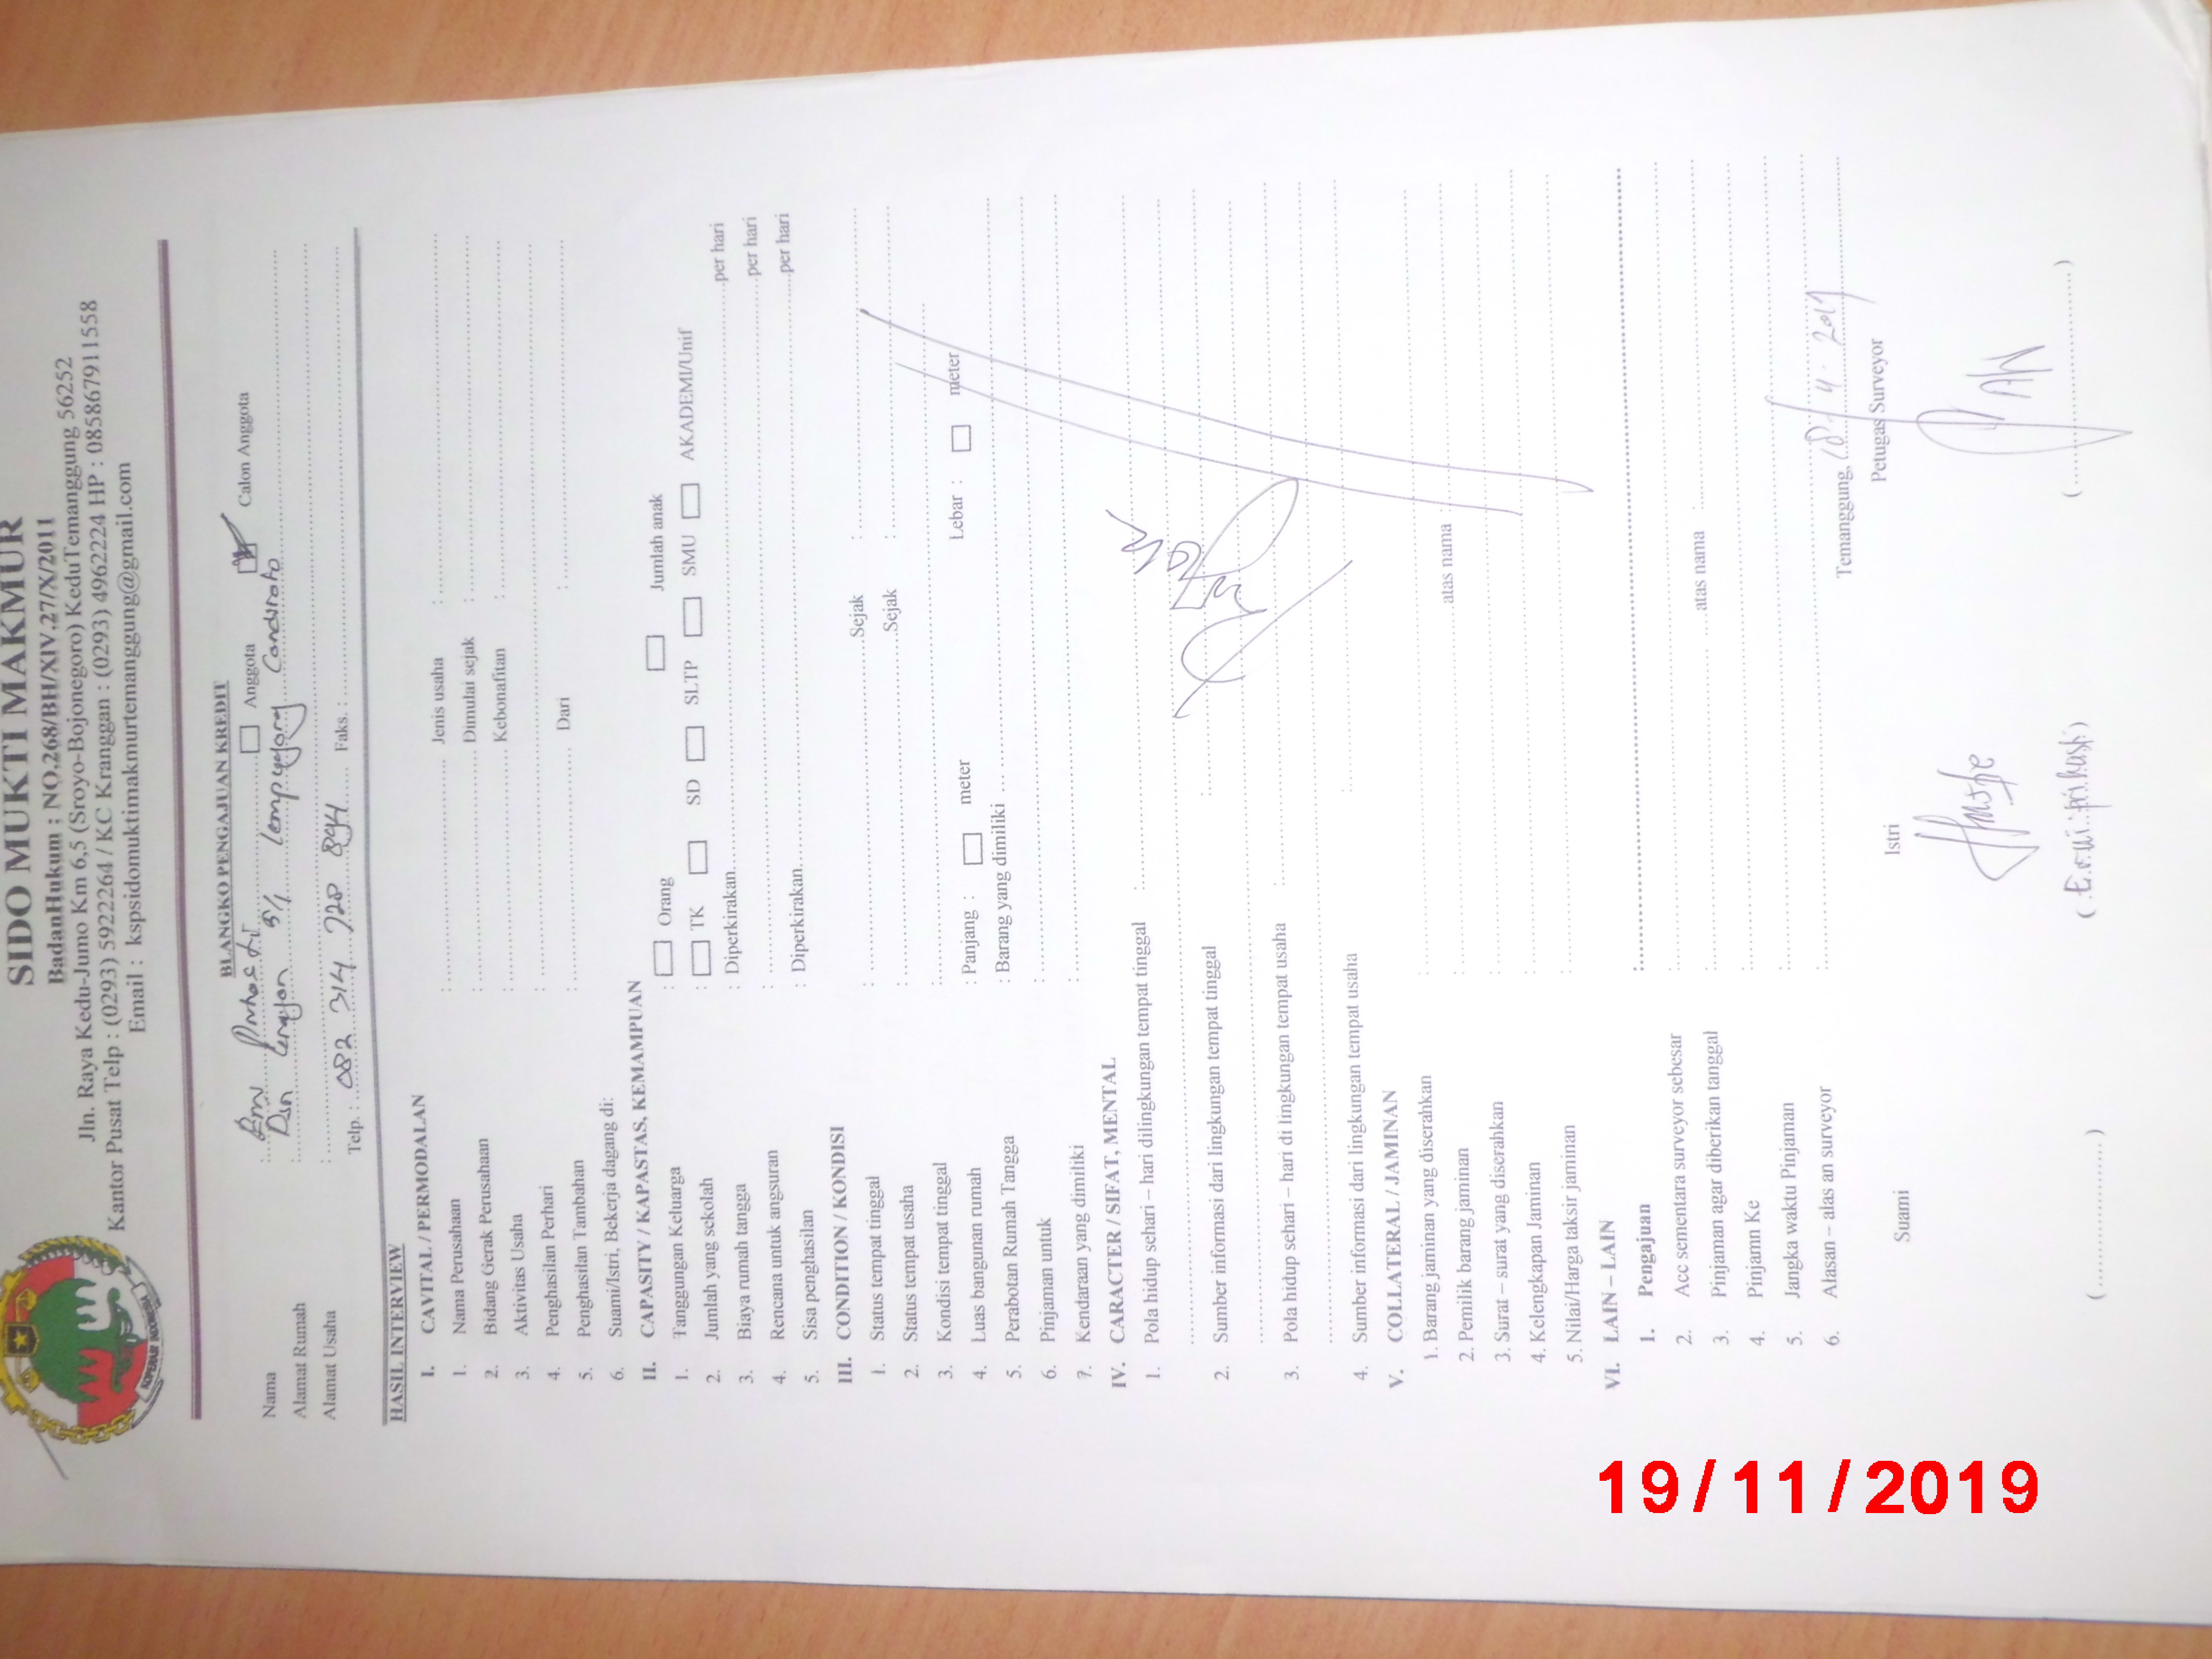 SIDO MUKTI MAKMUR
BadanHukum : NO.268/BH/XIV.27/X/2011
Jln. Raya Kedu-Jumo Km 6,5 (Sroyo-Bojonegoro) KeduTemanggung 56252
Kantor Pusat Telp : (0293) 5922264 / KC Kranggan : (0293) 4962224 HP : 085867911558
Email : kspsidomuktimakmurtemanggung@gmail.com
KOPERASI INDONESIA
BLANGKO PENGAJUAN KREDIT
Nama : Anggota Calon Anggota
Alamat Rumah : Dsn 5/1 Candiroto
Alamat Usaha :
Telp. : 082 314 720 894 Faks. :
HASIL INTERVIEW
I. CAVITAL / PERMODALAN
1. Nama Perusahaan : Jenis usaha :
2. Bidang Gerak Perusahaan : Dimulai sejak :
3. Aktivitas Usaha : Kebonafitan :
4. Penghasilan Perhari :
5. Penghasilan Tambahan : Dari :
6. Suami/Istri, Bekerja dagang di:
II. CAPASITY / KAPASTAS, KEMAMPUAN
1. Tanggungan Keluarga : Orang Jumlah anak
2. Jumlah yang sekolah : TK SD SLTP SMU AKADEMI/Unif
3. Biaya rumah tangga : Diperkirakan per hari
4. Rencana untuk angsuran : per hari
5. Sisa penghasilan : Diperkirakan per hari
III. CONDITION / KONDISI
1. Status tempat tinggal : Sejak :
2. Status tempat usaha : Sejak :
3. Kondisi tempat tinggal :
4. Luas bangunan rumah : Panjang : meter Lebar : meter
5. Perabotan Rumah Tangga : Barang yang dimiliki
6. Pinjaman untuk :
7. Kendaraan yang dimiliki :
IV. CARACTER / SIFAT, MENTAL
1. Pola hidup sehari – hari dilingkungan tempat tinggal :
2. Sumber informasi dari lingkungan tempat tinggal :
3. Pola hidup sehari – hari di lingkungan tempat usaha :
4. Sumber informasi dari lingkungan tempat usaha :
V. COLLATERAL / JAMINAN
1. Barang jaminan yang diserahkan :
2. Pemilik barang jaminan : atas nama
3. Surat – surat yang diserahkan :
4. Kelengkapan Jaminan :
5. Nilai/Harga taksir jaminan :
VI. LAIN – LAIN
1. Pengajuan :
2. Acc sementara surveyor sebesar :
3. Pinjaman agar diberikan tanggal : atas nama
4. Pinjamn Ke :
5. Jangka waktu Pinjaman :
6. Alasan – alas an surveyor :
Temanggung,
Suami Istri Petugas Surveyor
(..............) (..............)
19/11/2019